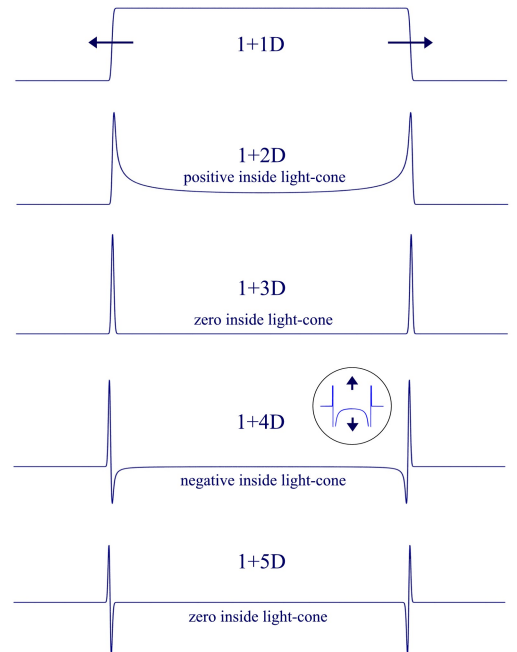 1+1D
1+2D
positive inside light-cone
1+3D
zero inside light-cone
1+4D
negative inside light-cone
1+5D
zero inside light-cone